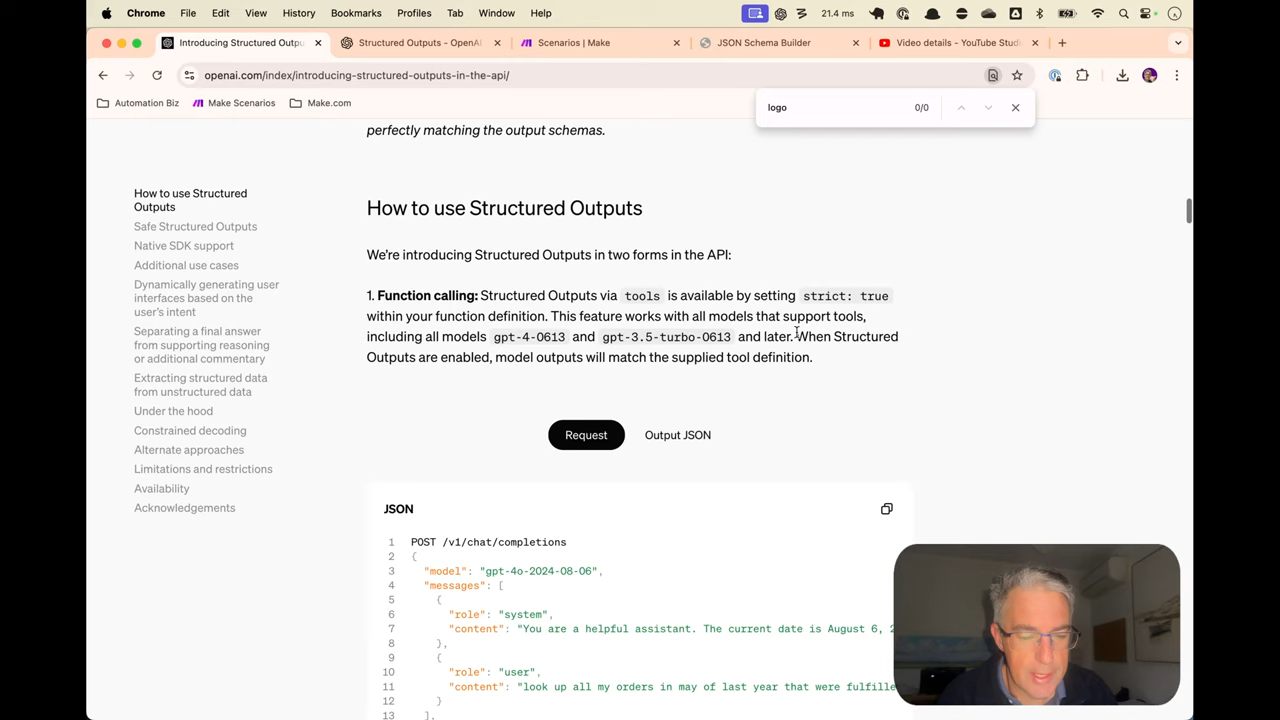 Chrome File Edit View History Bookmarks Profiles Tab Window Help 21.4 ms
Introducing Structured Outpu
Structured Outputs - OpenAI
Scenarios | Make
JSON Schema Builder
Video details - YouTube Studi
openai.com/index/introducing-structured-outputs-in-the-api/
Automation Biz
Make Scenarios
Make.com
logo 0/0
perfectly matching the output schemas.
How to use Structured
Outputs
Safe Structured Outputs
Native SDK support
Additional use cases
Dynamically generating user
interfaces based on the
user's intent
Separating a final answer
from supporting reasoning
or additional commentary
Extracting structured data
from unstructured data
Under the hood
Constrained decoding
Alternate approaches
Limitations and restrictions
Availability
Acknowledgements
How to use Structured Outputs
We're introducing Structured Outputs in two forms in the API:
1. Function calling: Structured Outputs via tools is available by setting strict: true
within your function definition. This feature works with all models that support tools,
including all models gpt-4-0613 and gpt-3.5-turbo-0613 and later. When Structured
Outputs are enabled, model outputs will match the supplied tool definition.
Request
Output JSON
JSON
1 POST /v1/chat/completions
2 {
3 "model": "gpt-4o-2024-08-06",
4 "messages": [
5 {
6 "role": "system",
7 "content": "You are a helpful assistant. The current date is August 6, 2
8 },
9 {
10 "role": "user",
11 "content": "look up all my orders in may of last year that were fulfille
12 }
13 ],